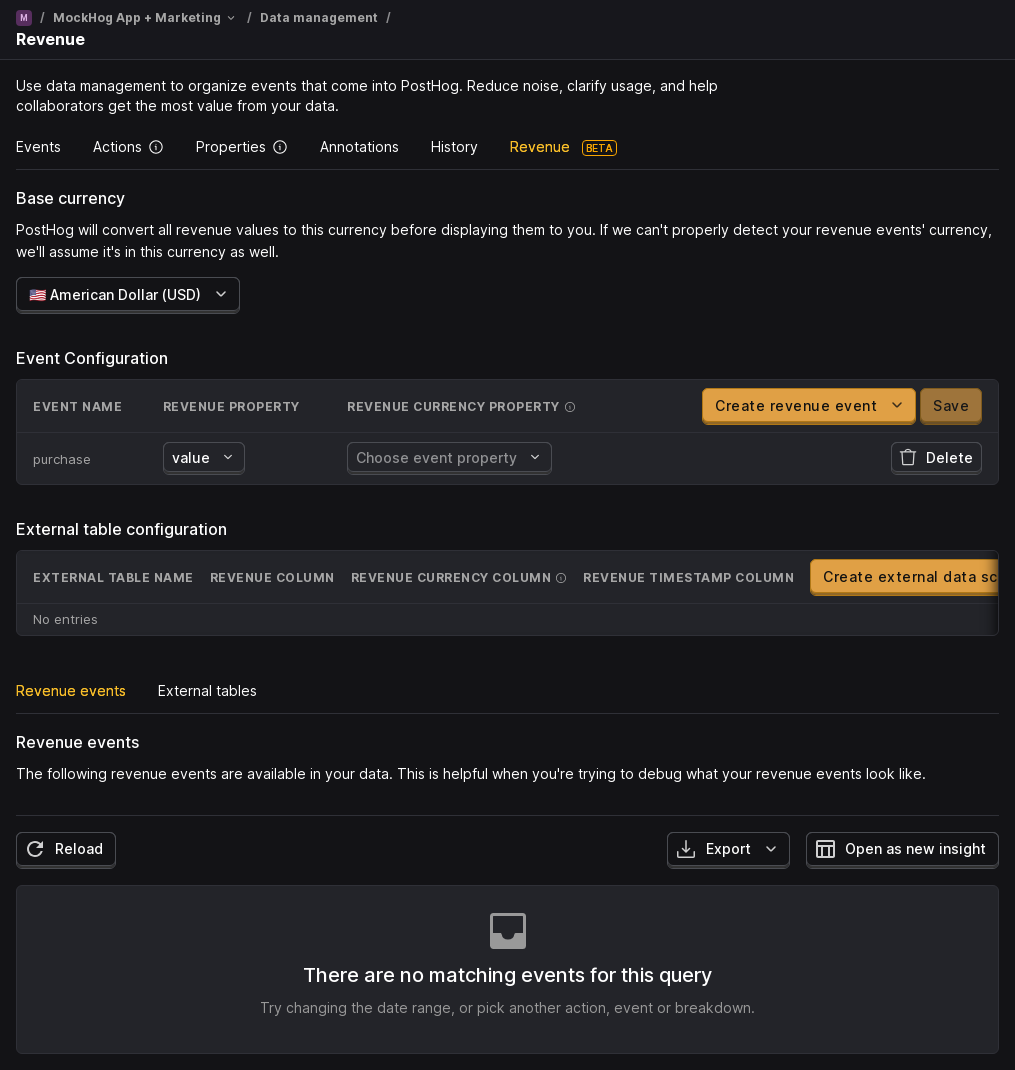 M / MockHog App + Marketing / Data management /
Revenue
Use data management to organize events that come into PostHog. Reduce noise, clarify usage, and help
collaborators get the most value from your data.
Events Actions Properties Annotations History Revenue BETA
Base currency
PostHog will convert all revenue values to this currency before displaying them to you. If we can't properly detect your revenue events' currency,
we'll assume it's in this currency as well.
🇺🇸 American Dollar (USD)
Event Configuration
EVENT NAME REVENUE PROPERTY REVENUE CURRENCY PROPERTY Create revenue event Save
purchase value Choose event property Delete
External table configuration
EXTERNAL TABLE NAME REVENUE COLUMN REVENUE CURRENCY COLUMN REVENUE TIMESTAMP COLUMN Create external data sc
No entries
Revenue events External tables
Revenue events
The following revenue events are available in your data. This is helpful when you're trying to debug what your revenue events look like.
Reload Export Open as new insight
There are no matching events for this query
Try changing the date range, or pick another action, event or breakdown.